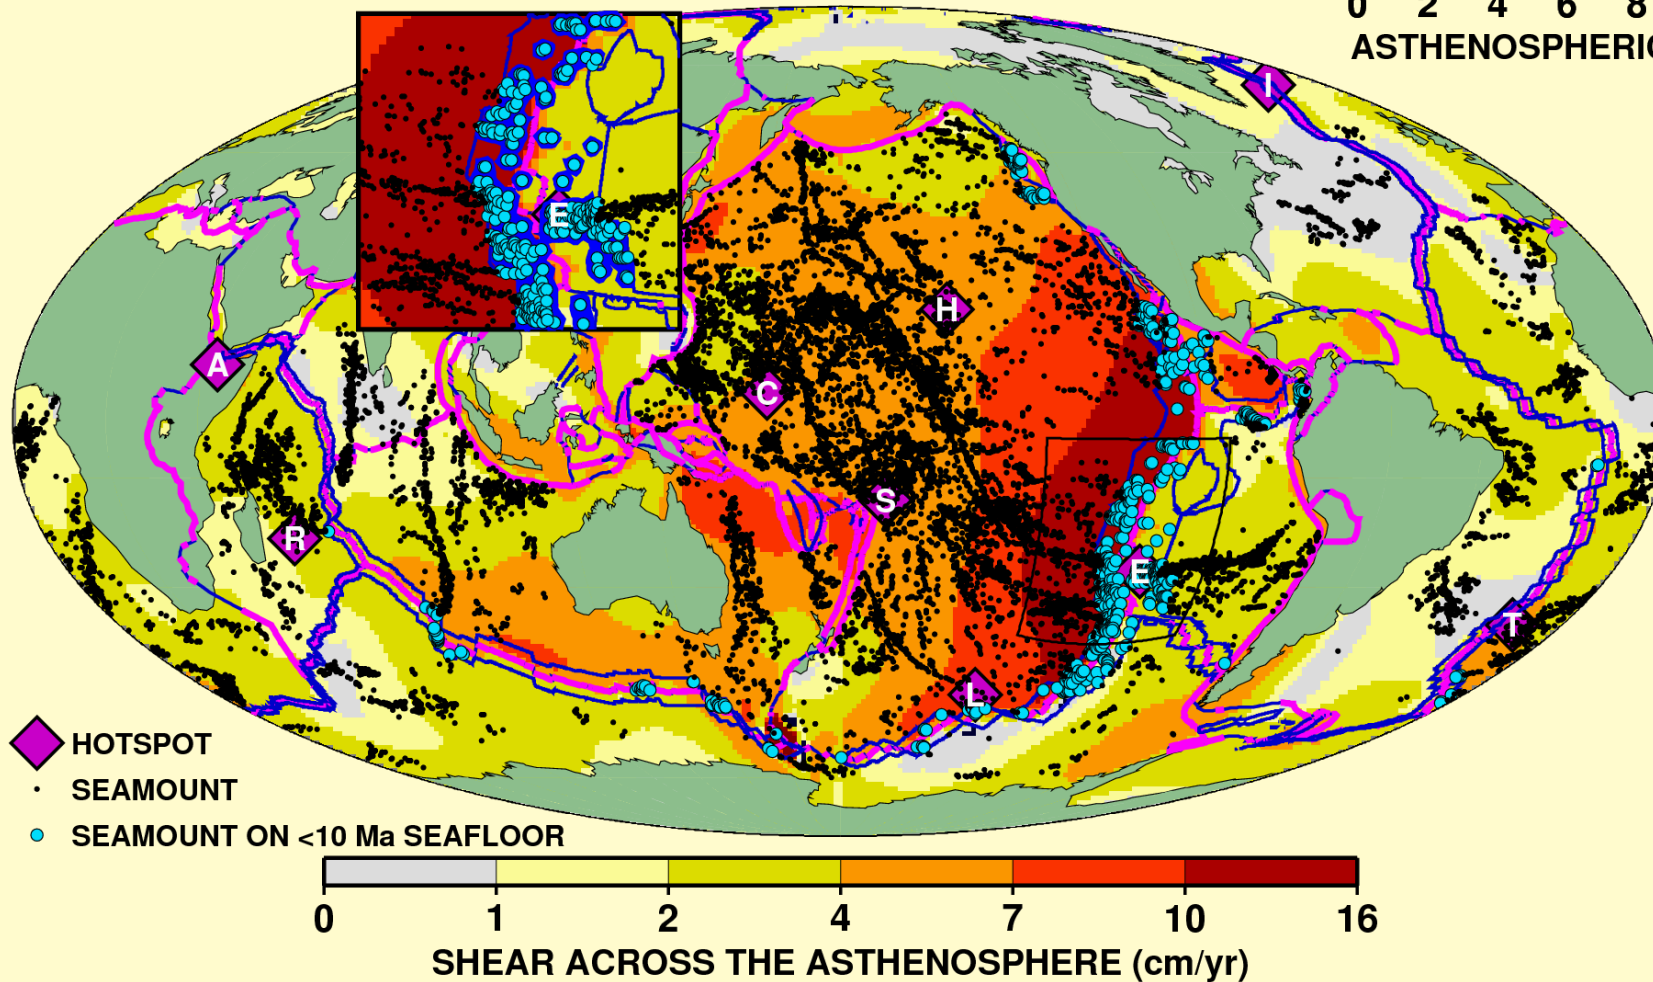 0 2 4 6 8
ASTHENOSPHERIC
I
E
H
A
C
S
R
E
T
L
HOTSPOT
SEAMOUNT
SEAMOUNT ON <10 Ma SEAFLOOR
0 1 2 4 7 10 16
SHEAR ACROSS THE ASTHENOSPHERE (cm/yr)